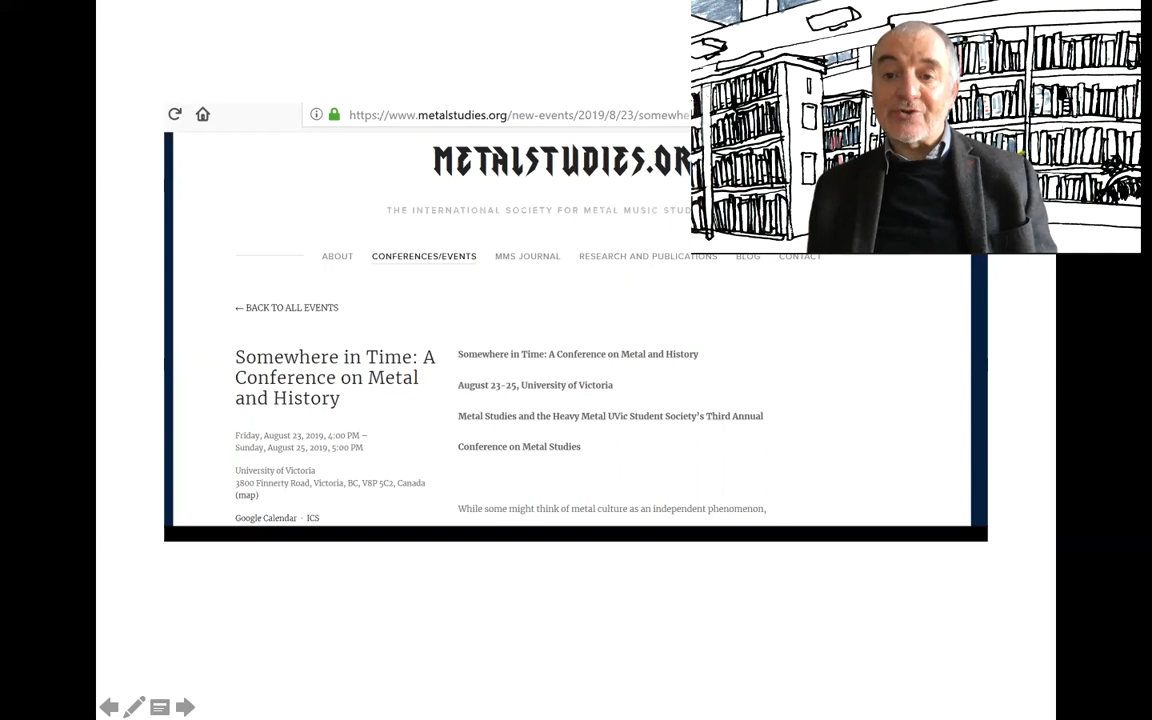 https://www.metalstudies.org/new-events/2019/8/23/somewhe
METALSTUDIES.OR
THE INTERNATIONAL SOCIETY FOR METAL MUSIC STUD
ABOUT CONFERENCES/EVENTS MMS JOURNAL RESEARCH AND PUBLICATIONS BLOG CONTACT
← BACK TO ALL EVENTS
Somewhere in Time: A
Conference on Metal
and History
Friday, August 23, 2019, 4:00 PM –
Sunday, August 25, 2019, 5:00 PM
University of Victoria
3800 Finnerty Road, Victoria, BC, V8P 5C2, Canada
(map)
Google Calendar · ICS
Somewhere in Time: A Conference on Metal and History
August 23-25, University of Victoria
Metal Studies and the Heavy Metal UVic Student Society's Third Annual
Conference on Metal Studies
While some might think of metal culture as an independent phenomenon,